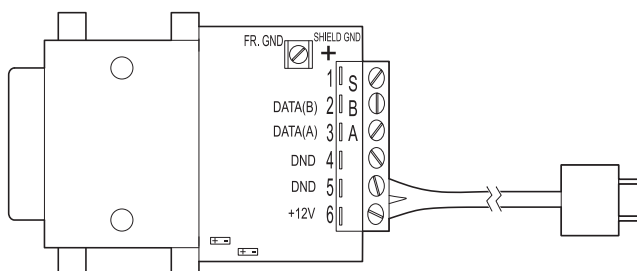 FR. GND
SHIELD GND
+
1 S
DATA(B) 2 B
DATA(A) 3 A
DND 4
DND 5
+12V 6
+ -
+ -